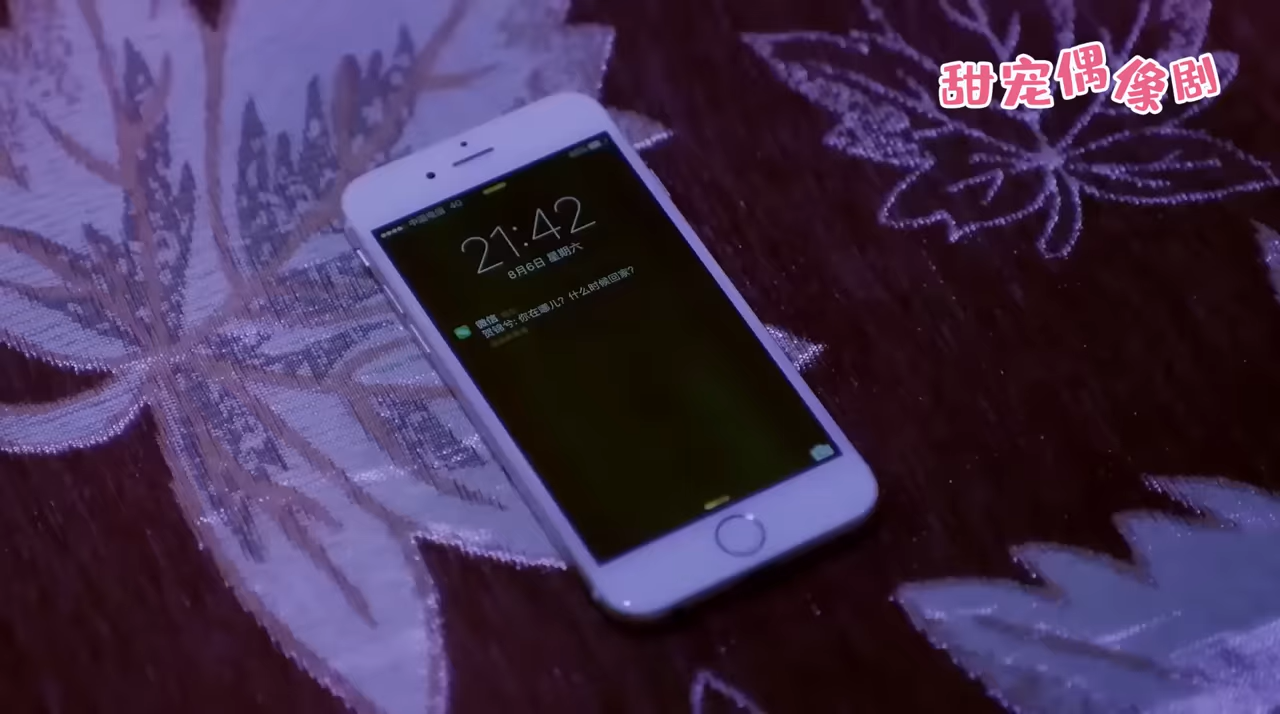 甜宠偶像剧
中国电信 4G
21:42
8月6日 星期六
微信
贺锦兮: 你在哪儿? 什么时候回家?